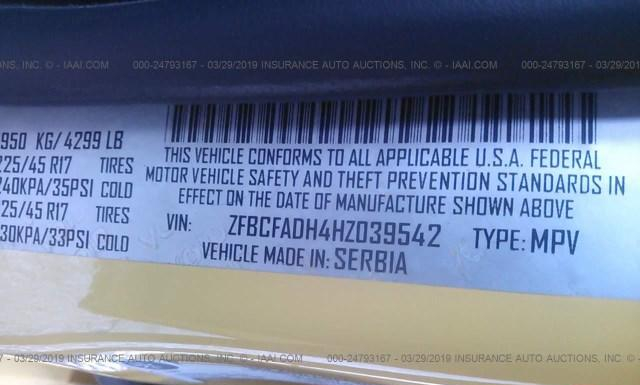 NS, INC. © - IAAI.COM 000-24793167 - 03/29/2019 INSURANCE AUTO AUCTIONS, INC. © - IAAI.COM 000-24793167 - 03/29/2019 INSURA
950 KG/ 4299 LB
225/45 R17 TIRES
240KPA/35PSI COLD
225/45 R17 TIRES
30KPA/33PSI COLD
THIS VEHICLE CONFORMS TO ALL APPLICABLE U.S.A. FEDERAL
MOTOR VEHICLE SAFETY AND THEFT PREVENTION STANDARDS IN
EFFECT ON THE DATE OF MANUFACTURE SHOWN ABOVE
VIN: ZFBCFADH4HZ039542 TYPE: MPV
VEHICLE MADE IN: SERBIA
67 - 03/29/2019 INSURANCE AUTO AUCTIONS, INC. © - IAAI.COM 000-24793167 - 03/29/2019 INSURANCE AUTO AUCTIONS, INC. © - IA